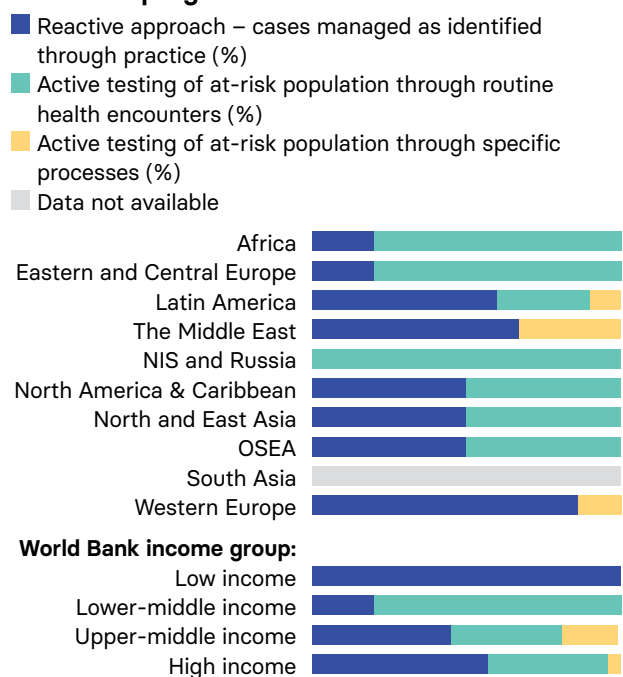 Reactive approach – cases managed as identified
through practice (%)
Active testing of at-risk population through routine
health encounters (%)
Active testing of at-risk population through specific
processes (%)
Data not available
Africa
Eastern and Central Europe
Latin America
The Middle East
NIS and Russia
North America & Caribbean
North and East Asia
OSEA
South Asia
Western Europe
World Bank income group:
Low income
Lower-middle income
Upper-middle income
High income